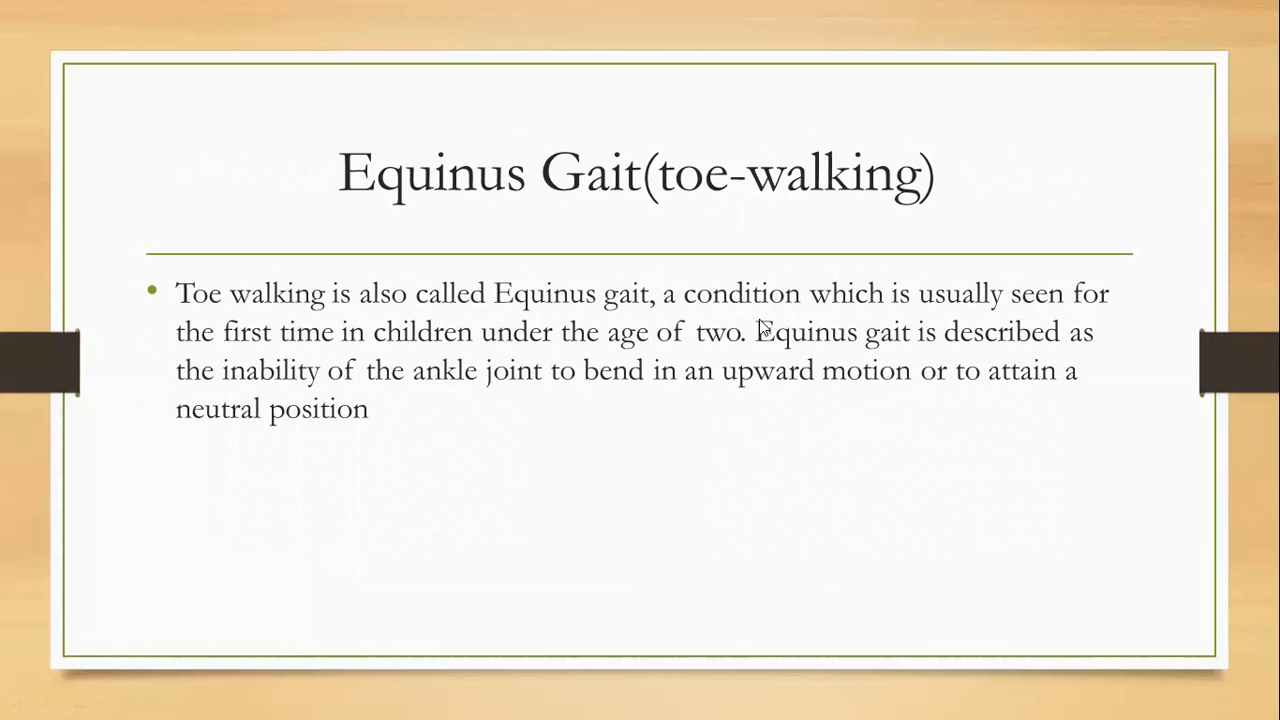 Equinus Gait(toe-walking)
• Toe walking is also called Equinus gait, a condition which is usually seen for
the first time in children under the age of two. Equinus gait is described as
the inability of the ankle joint to bend in an upward motion or to attain a
neutral position